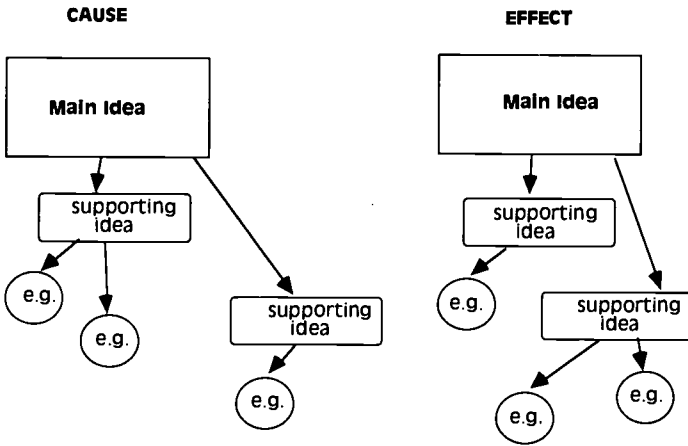 CAUSE
Main Idea
supporting
idea
e.g.
e.g.
supporting
idea
e.g.
EFFECT
Main Idea
supporting
idea
e.g.
supporting
idea
e.g.
e.g.